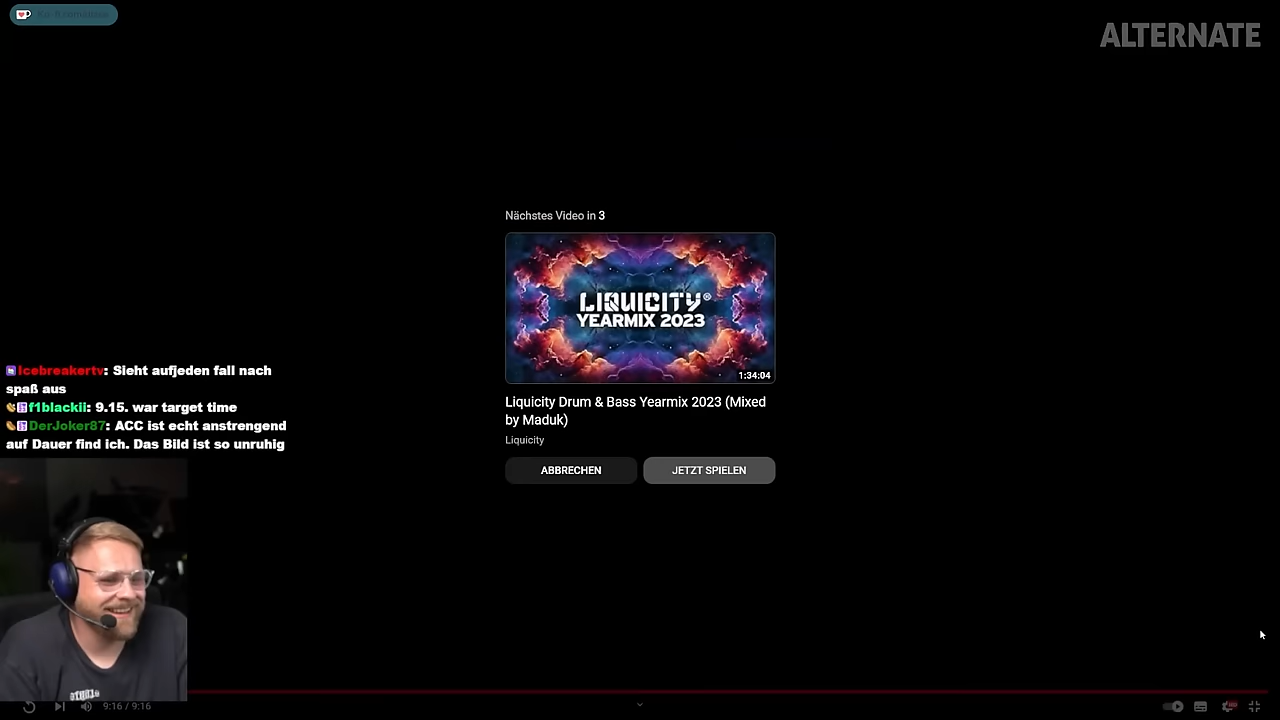 ALTERNATE
Nächstes Video in 3
LIQUICITY®
YEARMIX 2023
1:34:04
Liquicity Drum & Bass Yearmix 2023 (Mixed
by Maduk)
Liquicity
ABBRECHEN
JETZT SPIELEN
icebreakertv: Sieht aufjeden fall nach
spaß aus
f1blackii: 9.15. war target time
DerJoker87: ACC ist echt anstrengend
auf Dauer find ich. Das Bild ist so unruhig
9:16 / 9:16